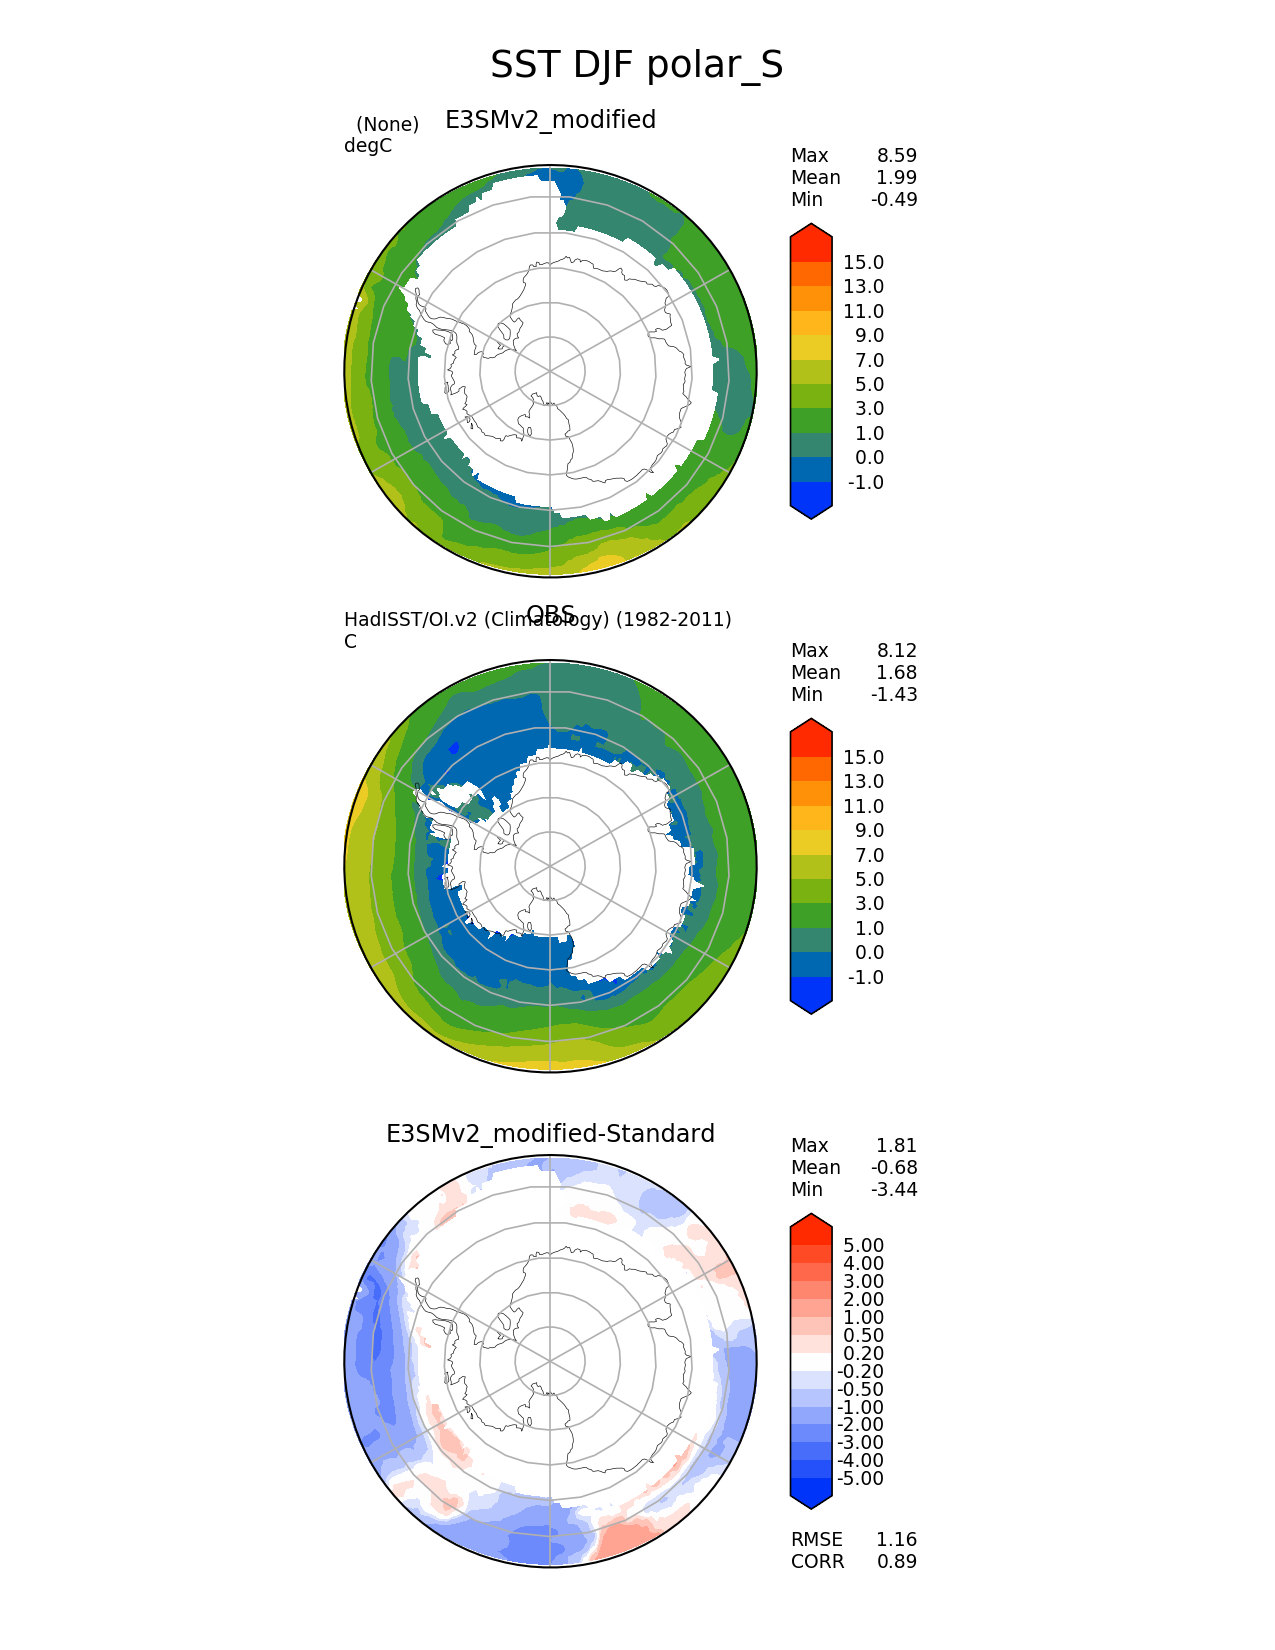 SST DJF polar_S
(None)
E3SMv2_modified
degC
Max 8.59
Mean 1.99
Min -0.49
15.0
13.0
11.0
9.0
7.0
5.0
3.0
1.0
0.0
-1.0
OBS
HadISST/OI.v2 (Climatology) (1982-2011)
C
Max 8.12
Mean 1.68
Min -1.43
15.0
13.0
11.0
9.0
7.0
5.0
3.0
1.0
0.0
-1.0
E3SMv2_modified-Standard
Max 1.81
Mean -0.68
Min -3.44
5.00
4.00
3.00
2.00
1.00
0.50
0.20
-0.20
-0.50
-1.00
-2.00
-3.00
-4.00
-5.00
RMSE 1.16
CORR 0.89